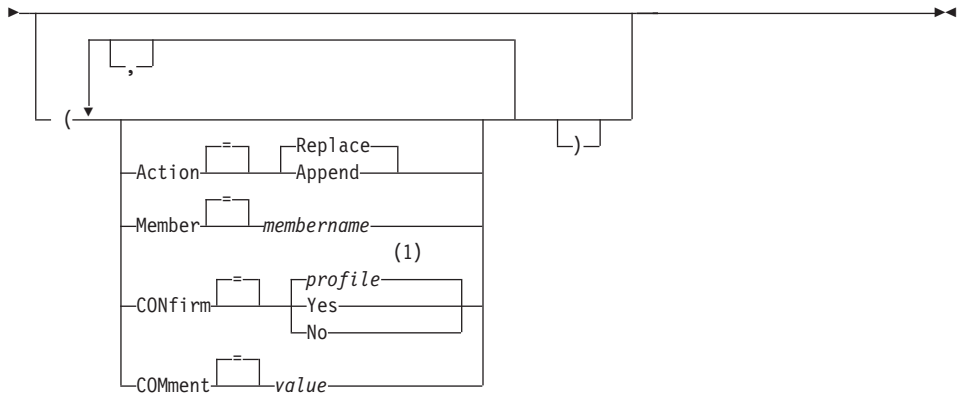 ,
( )
=
Replace
Action
Append
=
Member membername
(1)
= profile
CONfirm Yes
No
=
COMment value